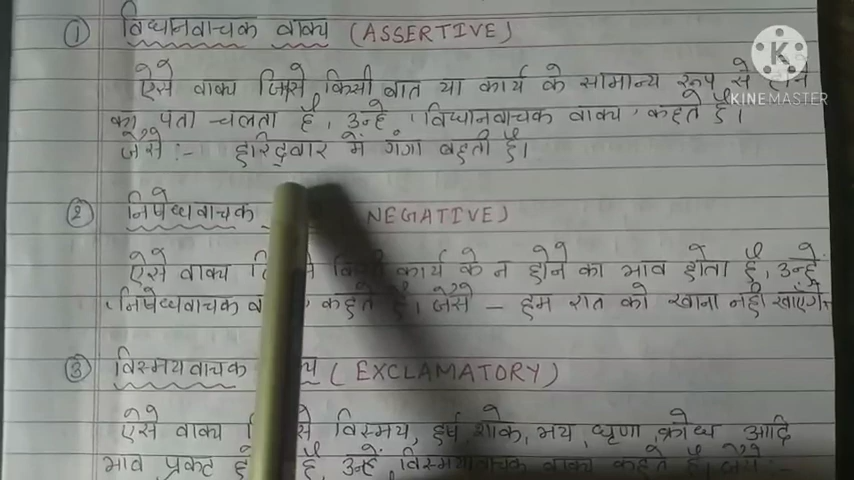 ① विधानवाचक वाक्य (ASSERTIVE)
ऐसे वाक्य जिसे किसी बात या कार्य के सामान्य रूप से होने
KINEMASTER
का पता चलता है, उन्हे 'विधानवाचक वाक्य' कहते हैं।
जैसे :- हरिद्वार में गंगा बहती है।
② निषेधवाचक NEGATIVE)
ऐसे वाक्य किसी कार्य के न होने का भाव होता है, उन्हे
'निषेधवाचक कहते हैं। जैसे – हम रात को खाना नहीं खाएंगे
③ विस्मयवाचक (EXCLAMATORY)
ऐसे वाक्य से विस्मय, हर्ष शोक, भय, घृणा, क्रोध आदि
भाव प्रकट है, उन्हें विस्मयवाचक वाक्य कहते हैं। जैसे :-